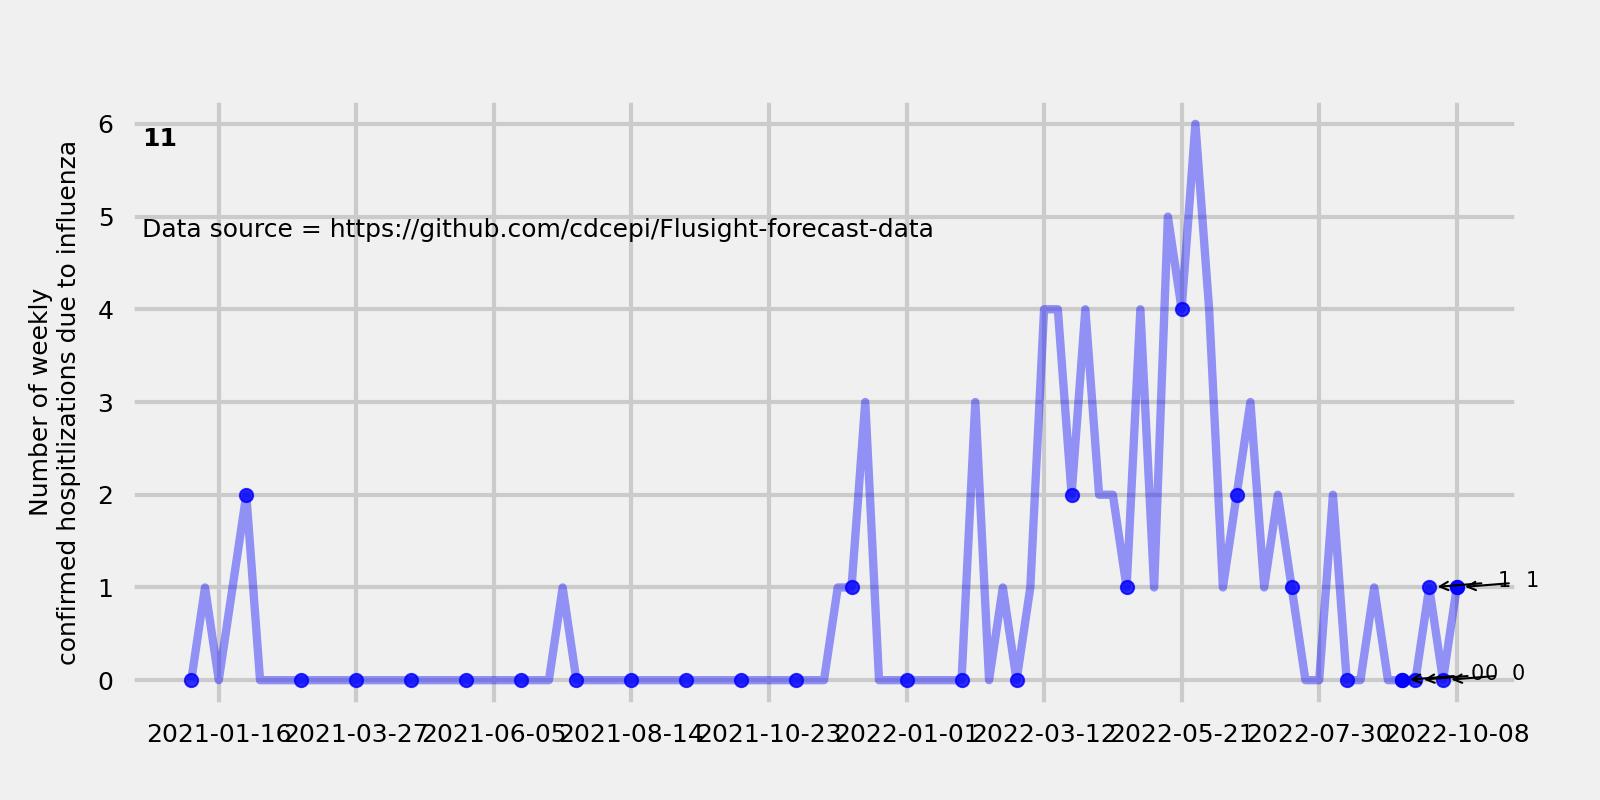 Number of weekly
confirmed hospitlizations due to influenza
6
5
4
3
2
1
0
11
Data source = https://github.com/cdcepi/Flusight-forecast-data
1 1
00 0
2021-01-16 2021-03-27 2021-06-05 2021-08-14 2021-10-23 2022-01-01 2022-03-12 2022-05-21 2022-07-30 2022-10-08